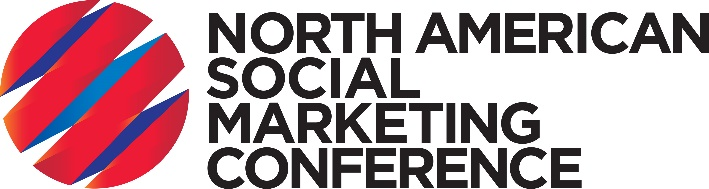 NORTH AMERICAN
SOCIAL
MARKETING
CONFERENCE